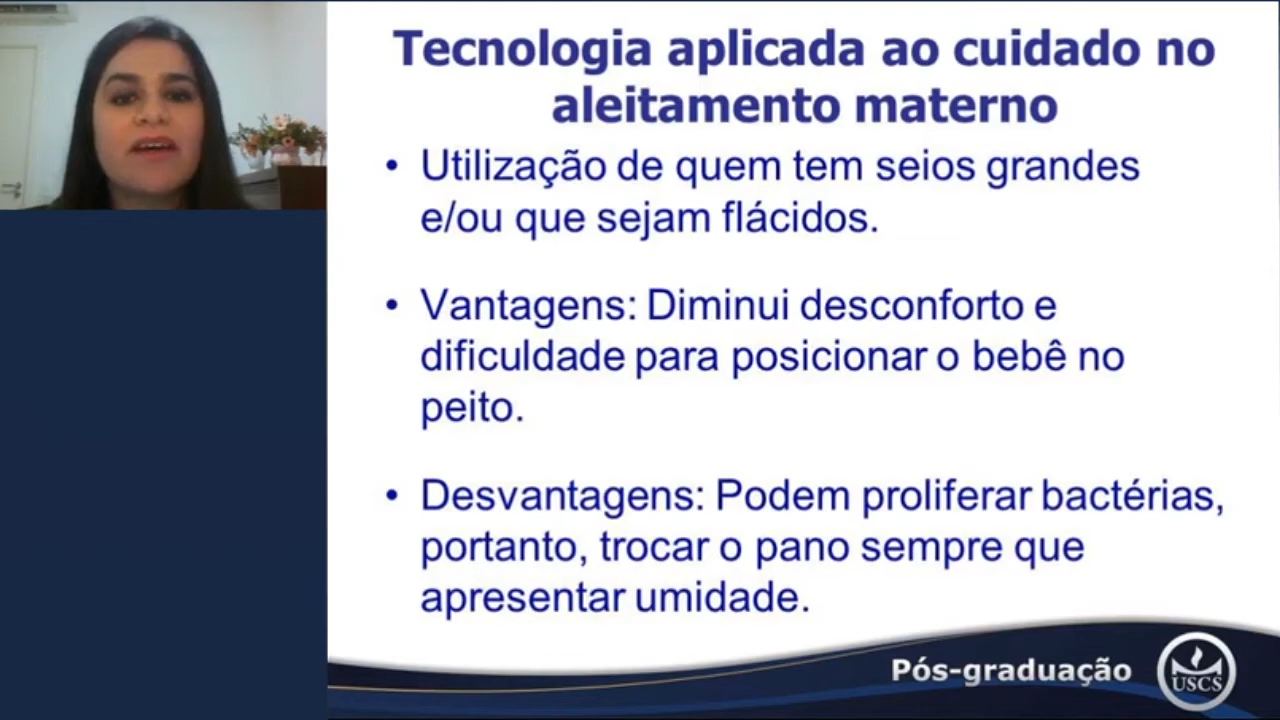 Tecnologia aplicada ao cuidado no
aleitamento materno
• Utilização de quem tem seios grandes
e/ou que sejam flácidos.
• Vantagens: Diminui desconforto e
dificuldade para posicionar o bebê no
peito.
• Desvantagens: Podem proliferar bactérias,
portanto, trocar o pano sempre que
apresentar umidade.
Pós-graduação
USCS